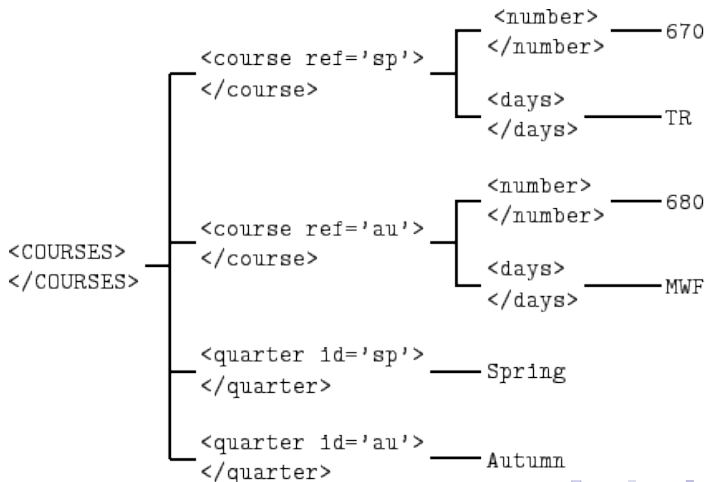 <number>
</number>
670
<course ref='sp'>
</course>
<days>
</days>
TR
<number>
</number>
680
<course ref='au'>
</course>
<days>
</days>
MWF
<COURSES>
</COURSES>
<quarter id='sp'>
</quarter>
Spring
<quarter id='au'>
</quarter>
Autumn